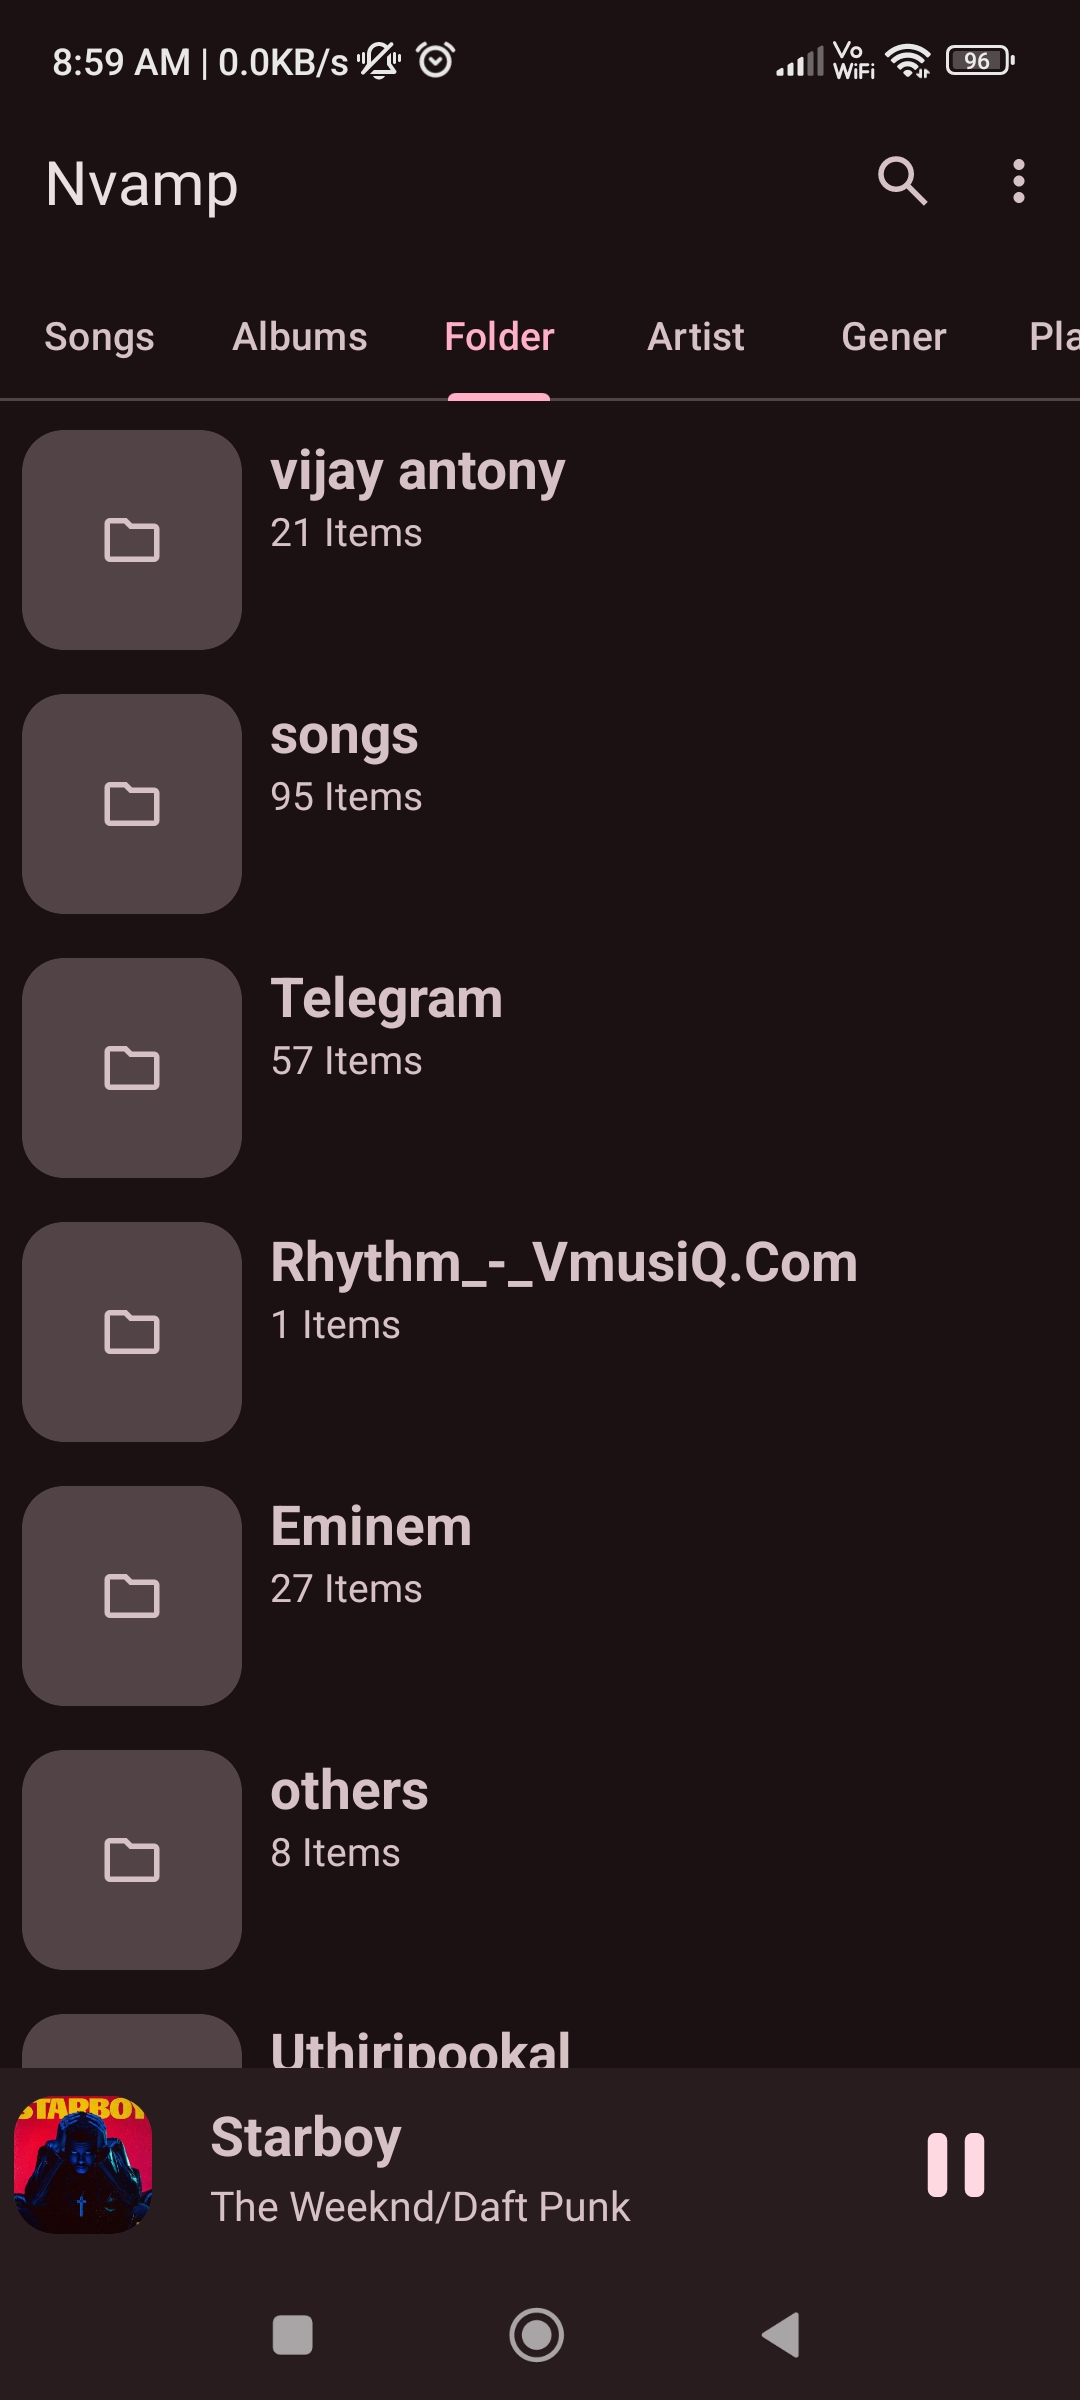 8:59 AM | 0.0KB/s
Vo
WiFi
96
Nvamp
Songs Albums Folder Artist Gener Pla
vijay antony
21 Items
songs
95 Items
Telegram
57 Items
Rhythm_-_VmusiQ.Com
1 Items
Eminem
27 Items
others
8 Items
Uthiripookal
STARBOY
Starboy
The Weeknd/Daft Punk